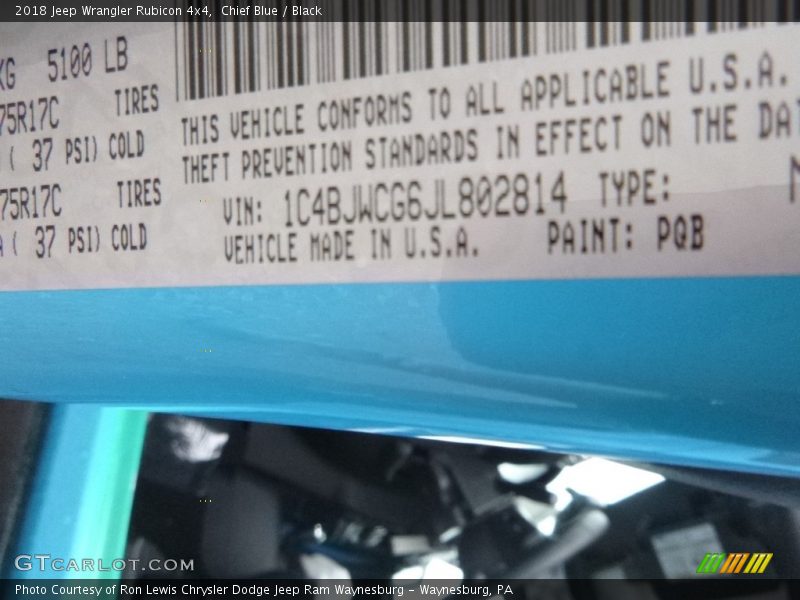 2018 Jeep Wrangler Rubicon 4x4, Chief Blue / Black
KG 5100 LB
75R17C TIRES
( 37 PSI) COLD
75R17C TIRES
( 37 PSI) COLD
THIS VEHICLE CONFORMS TO ALL APPLICABLE U.S.A.
THEFT PREVENTION STANDARDS IN EFFECT ON THE DAT
VIN: 1C4BJWCG6JL802814 TYPE:
VEHICLE MADE IN U.S.A. PAINT: PQB
GTCARLOT.COM
Photo Courtesy of Ron Lewis Chrysler Dodge Jeep Ram Waynesburg - Waynesburg, PA